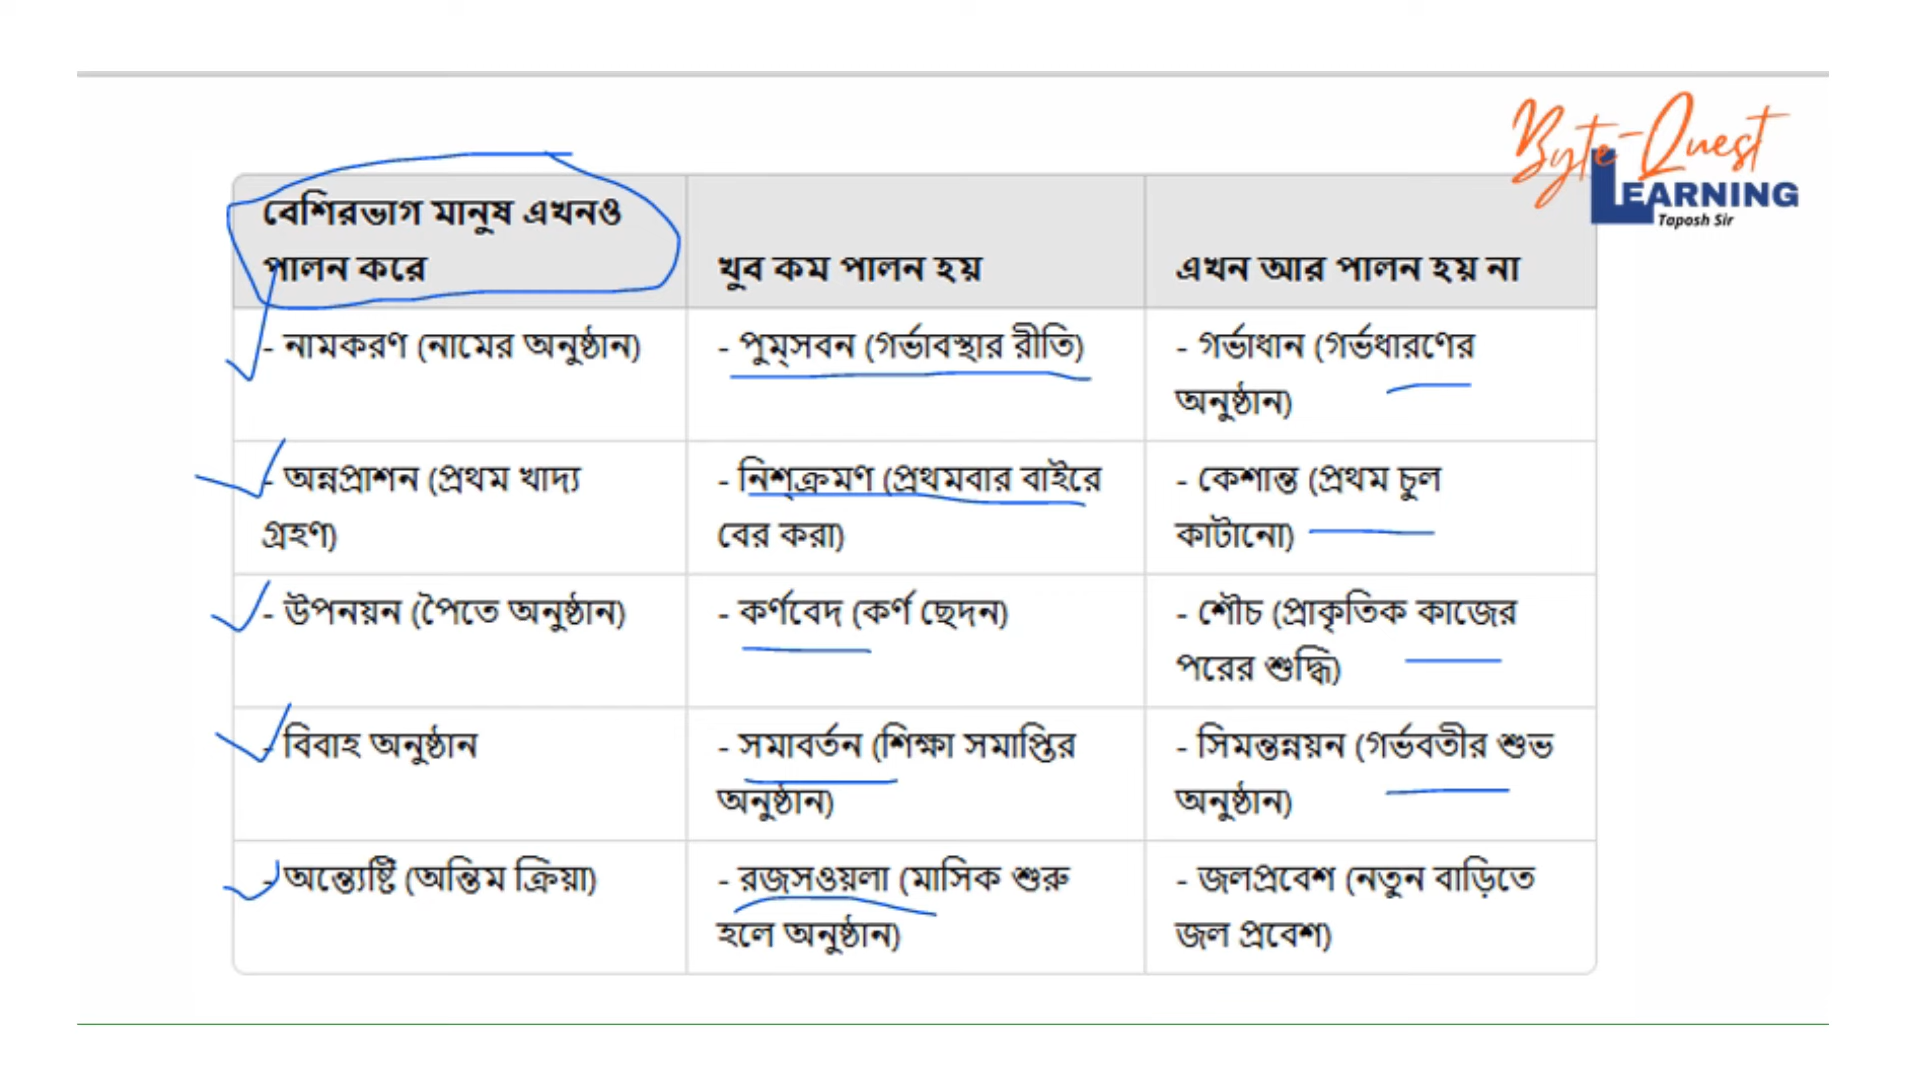 Byte-Quest
LEARNING
Taposh Sir
বেশিরভাগ মানুষ এখনও
পালন করে
খুব কম পালন হয়
এখন আর পালন হয় না
- নামকরণ (নামের অনুষ্ঠান)
- পুম্সবন (গর্ভাবস্থার রীতি)
- গর্ভাধান (গর্ভধারণের
অনুষ্ঠান)
- অন্নপ্রাশন (প্রথম খাদ্য
গ্রহণ)
- নিশ্ক্রমণ (প্রথমবার বাইরে
বের করা)
- কেশান্ত (প্রথম চুল
কাটানো)
- উপনয়ন (পৈতে অনুষ্ঠান)
- কর্ণবেদ (কর্ণ ছেদন)
- শৌচ (প্রাকৃতিক কাজের
পরের শুদ্ধি)
- বিবাহ অনুষ্ঠান
- সমাবর্তন (শিক্ষা সমাপ্তির
অনুষ্ঠান)
- সিমন্তন্নয়ন (গর্ভবতীর শুভ
অনুষ্ঠান)
- অন্ত্যেষ্টি (অন্তিম ক্রিয়া)
- রজসওয়লা (মাসিক শুরু
হলে অনুষ্ঠান)
- জলপ্রবেশ (নতুন বাড়িতে
জল প্রবেশ)